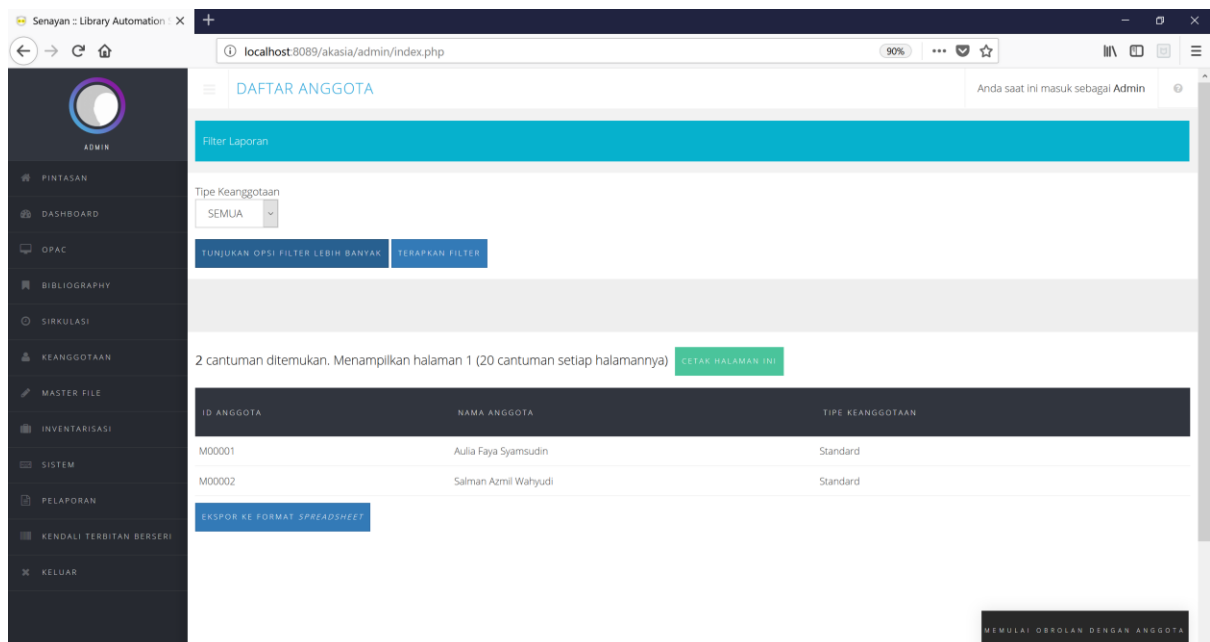 Senayan :: Library Automation S
localhost:8089/akasia/admin/index.php
90%
ADMIN
PINTASAN
DASHBOARD
OPAC
BIBLIOGRAPHY
SIRKULASI
KEANGGOTAAN
MASTER FILE
INVENTARISASI
SISTEM
PELAPORAN
KENDALI TERBITAN BERSERI
KELUAR
DAFTAR ANGGOTA
Anda saat ini masuk sebagai Admin
Filter Laporan
Tipe Keanggotaan
SEMUA
TUNJUKAN OPSI FILTER LEBIH BANYAK TERAPKAN FILTER
2 cantuman ditemukan. Menampilkan halaman 1 (20 cantuman setiap halamannya) CETAK HALAMAN INI
ID ANGGOTA NAMA ANGGOTA TIPE KEANGGOTAAN
M00001 Aulia Faya Syamsudin Standard
M00002 Salman Azmil Wahyudi Standard
EKSPOR KE FORMAT SPREADSHEET
MEMULAI OBROLAN DENGAN ANGGOTA